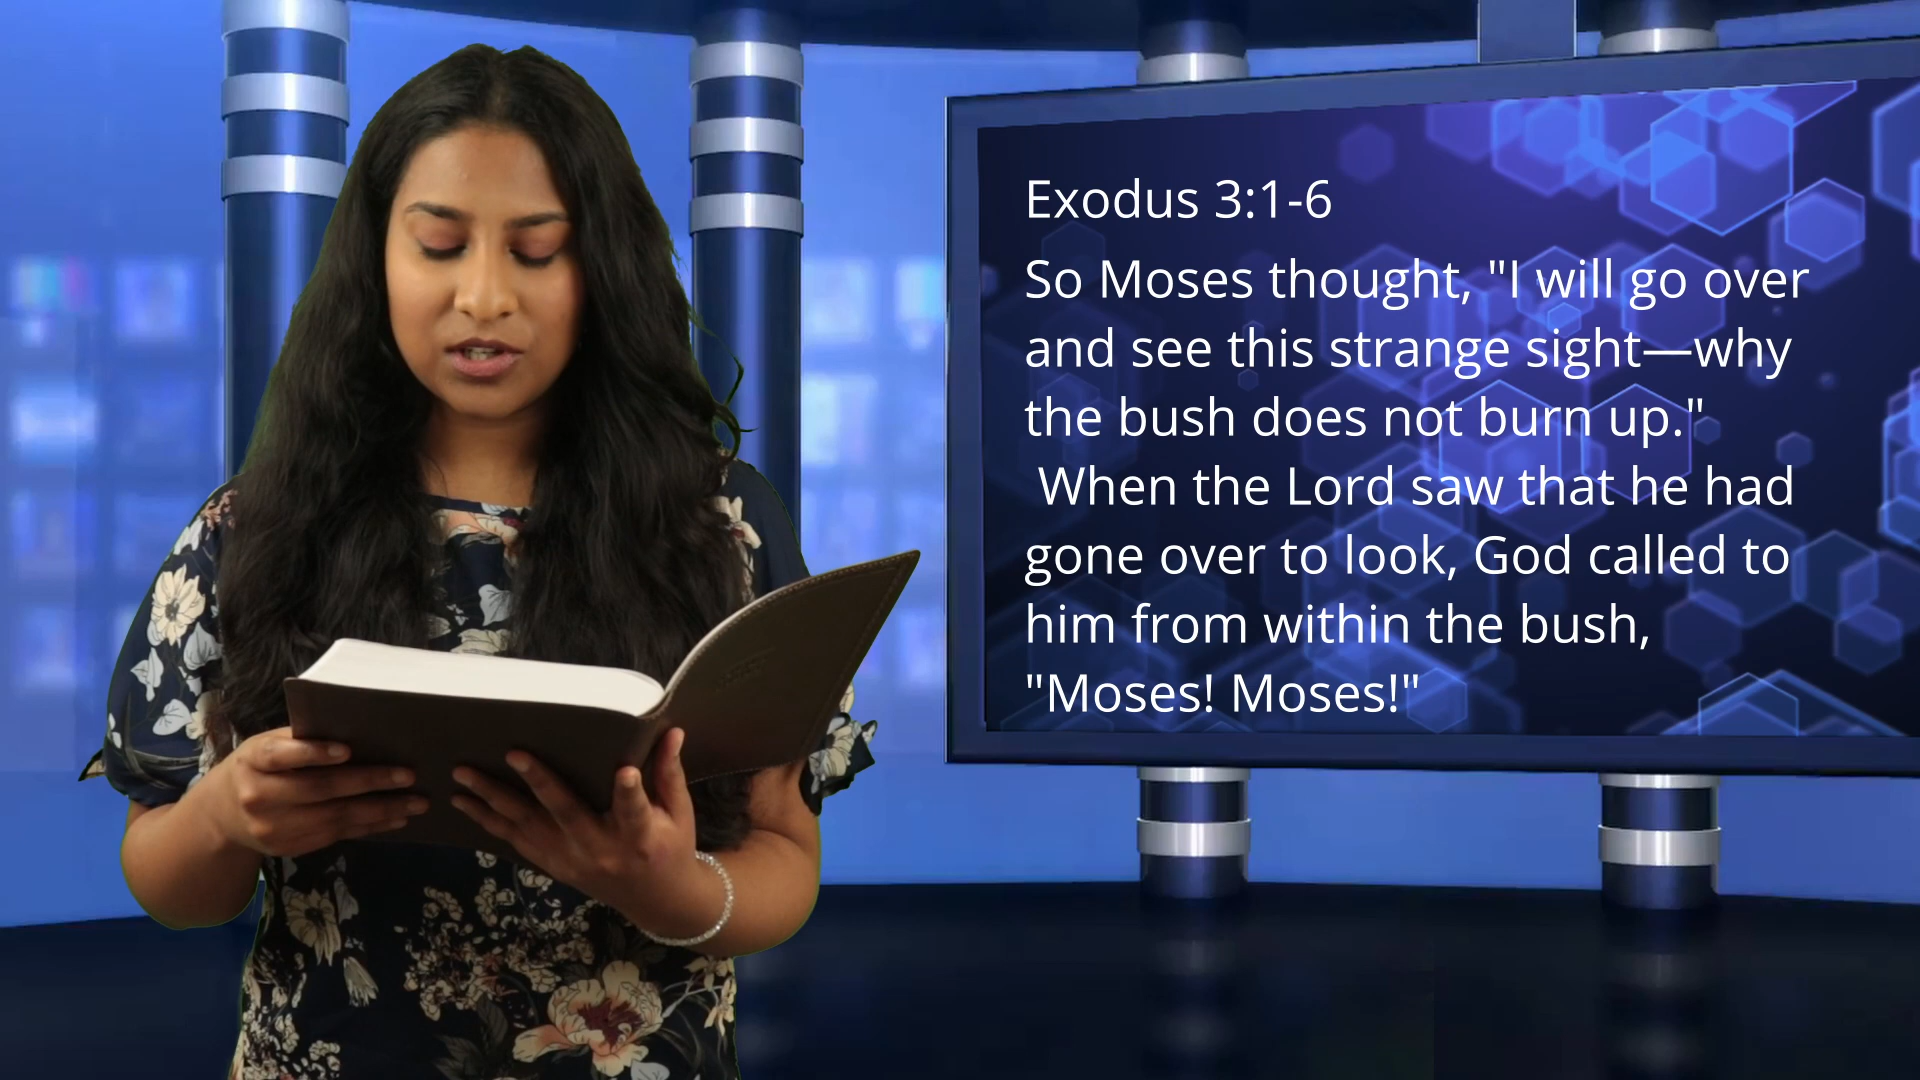 Exodus 3:1-6
So Moses thought, "I will go over
and see this strange sight—why
the bush does not burn up."
When the Lord saw that he had
gone over to look, God called to
him from within the bush,
"Moses! Moses!"